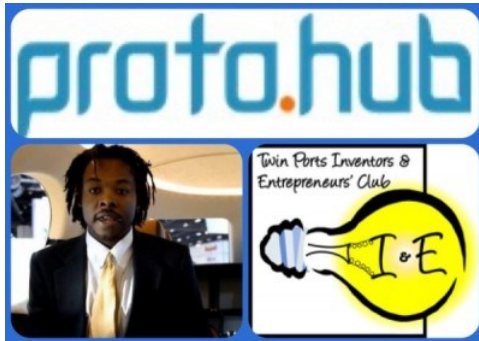 proto.hub
Twin Ports Inventors &
Entrepreneurs' Club
I & E